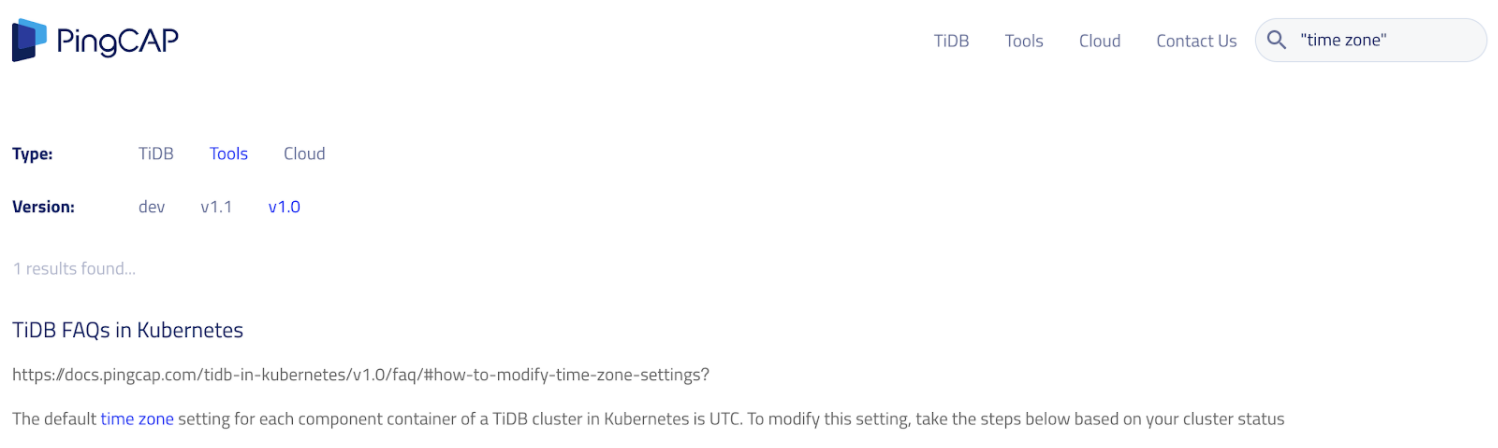 PingCAP TiDB Tools Cloud Contact Us "time zone"
Type: TiDB Tools Cloud
Version: dev v1.1 v1.0
1 results found...
TiDB FAQs in Kubernetes
https://docs.pingcap.com/tidb-in-kubernetes/v1.0/faq/#how-to-modify-time-zone-settings?
The default time zone setting for each component container of a TiDB cluster in Kubernetes is UTC. To modify this setting, take the steps below based on your cluster status